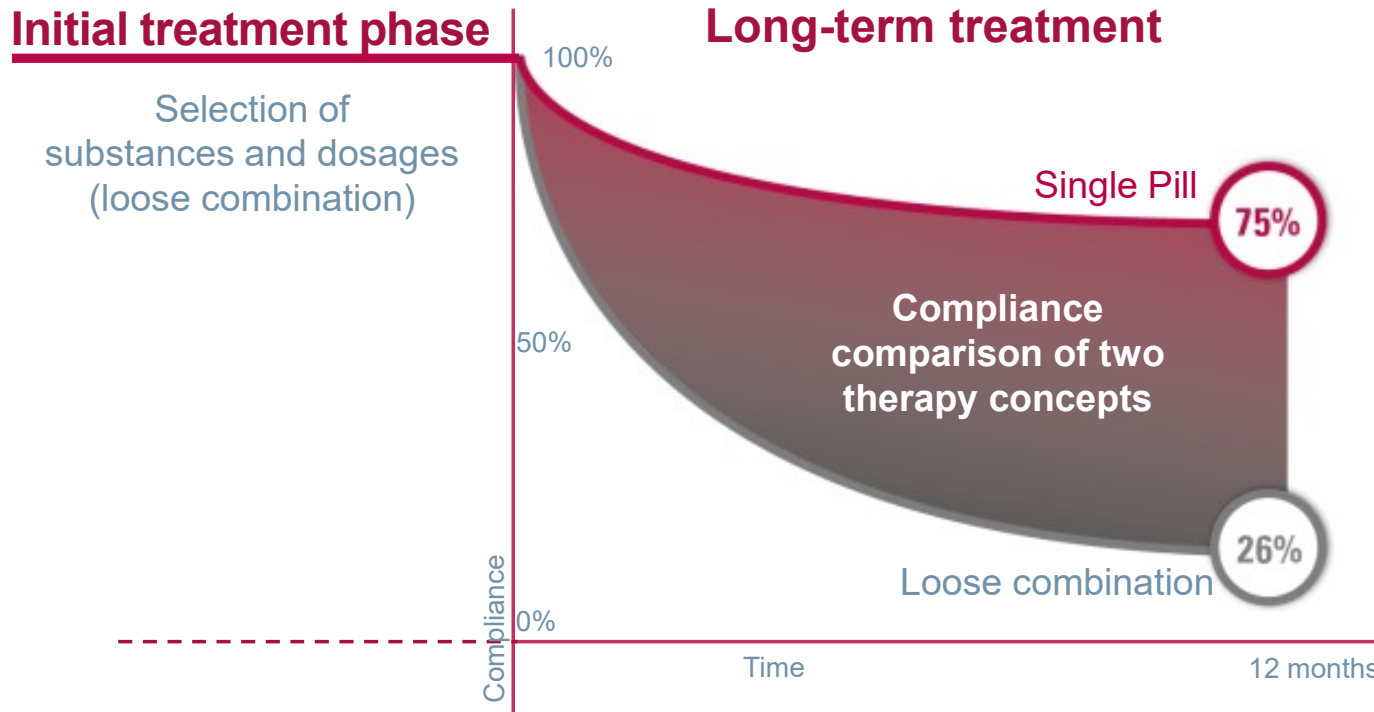 Initial treatment phase
Long-term treatment
100%
Selection of
substances and dosages
(loose combination)
Single Pill
75%
Compliance
comparison of two
therapy concepts
50%
26%
Loose combination
Compliance
0%
Time
12 months